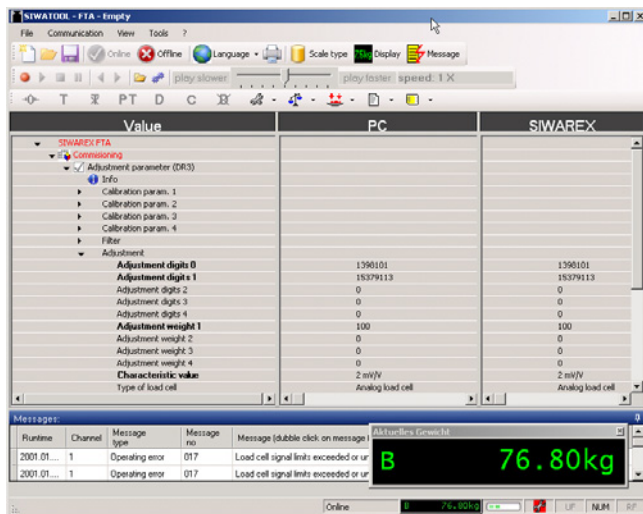 SIWATOOL - FTA - Empty
File Communication View Tools ?
Online Offline Language Scale type 76kg Display Message
play slower play faster speed: 1 X
T PT D C
Value PC SIWAREX
SIWAREX FTA
Commisioning
Adjustment parameter (DR3)
Info
Calibration param. 1
Calibration param. 2
Calibration param. 3
Calibration param. 4
Filter
Adjustment
Adjustment digits 0 1398101 1398101
Adjustment digits 1 15379113 15379113
Adjustment digits 2 0 0
Adjustment digits 3 0 0
Adjustment digits 4 0 0
Adjustment weight 1 100 100
Adjustment weight 2 0 0
Adjustment weight 3 0 0
Adjustment weight 4 0 0
Characteristic value 2 mV/V 2 mV/V
Type of load cell Analog load cell Analog load cell
Messages:
Runtime Channel Message type Message no Message (dubble click on message
2001.01.... 1 Operating error 017 Load cell signal limits exceeded or ur
2001.01.... 1 Operating error 017 Load cell signal limits exceeded or ur
Aktuelles Gewicht
B 76.80kg
Online B 76.80kg UF NUM RF